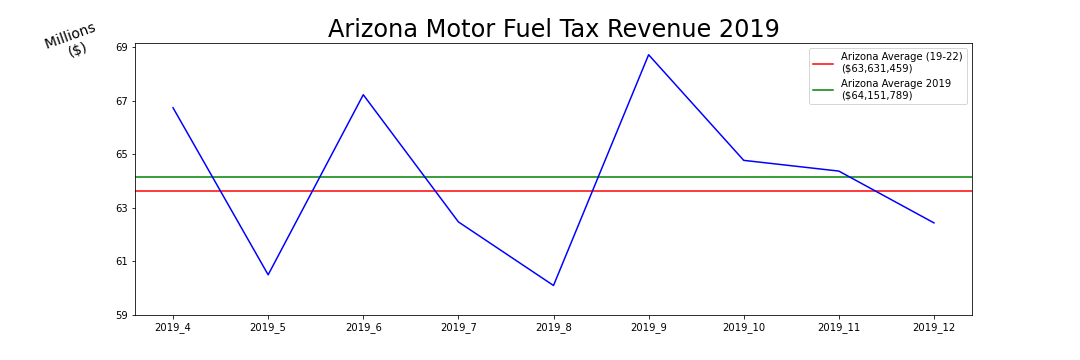 Arizona Motor Fuel Tax Revenue 2019
Millions
($)
69
67
65
63
61
59
Arizona Average (19-22)
($63,631,459)
Arizona Average 2019
($64,151,789)
2019_4 2019_5 2019_6 2019_7 2019_8 2019_9 2019_10 2019_11 2019_12